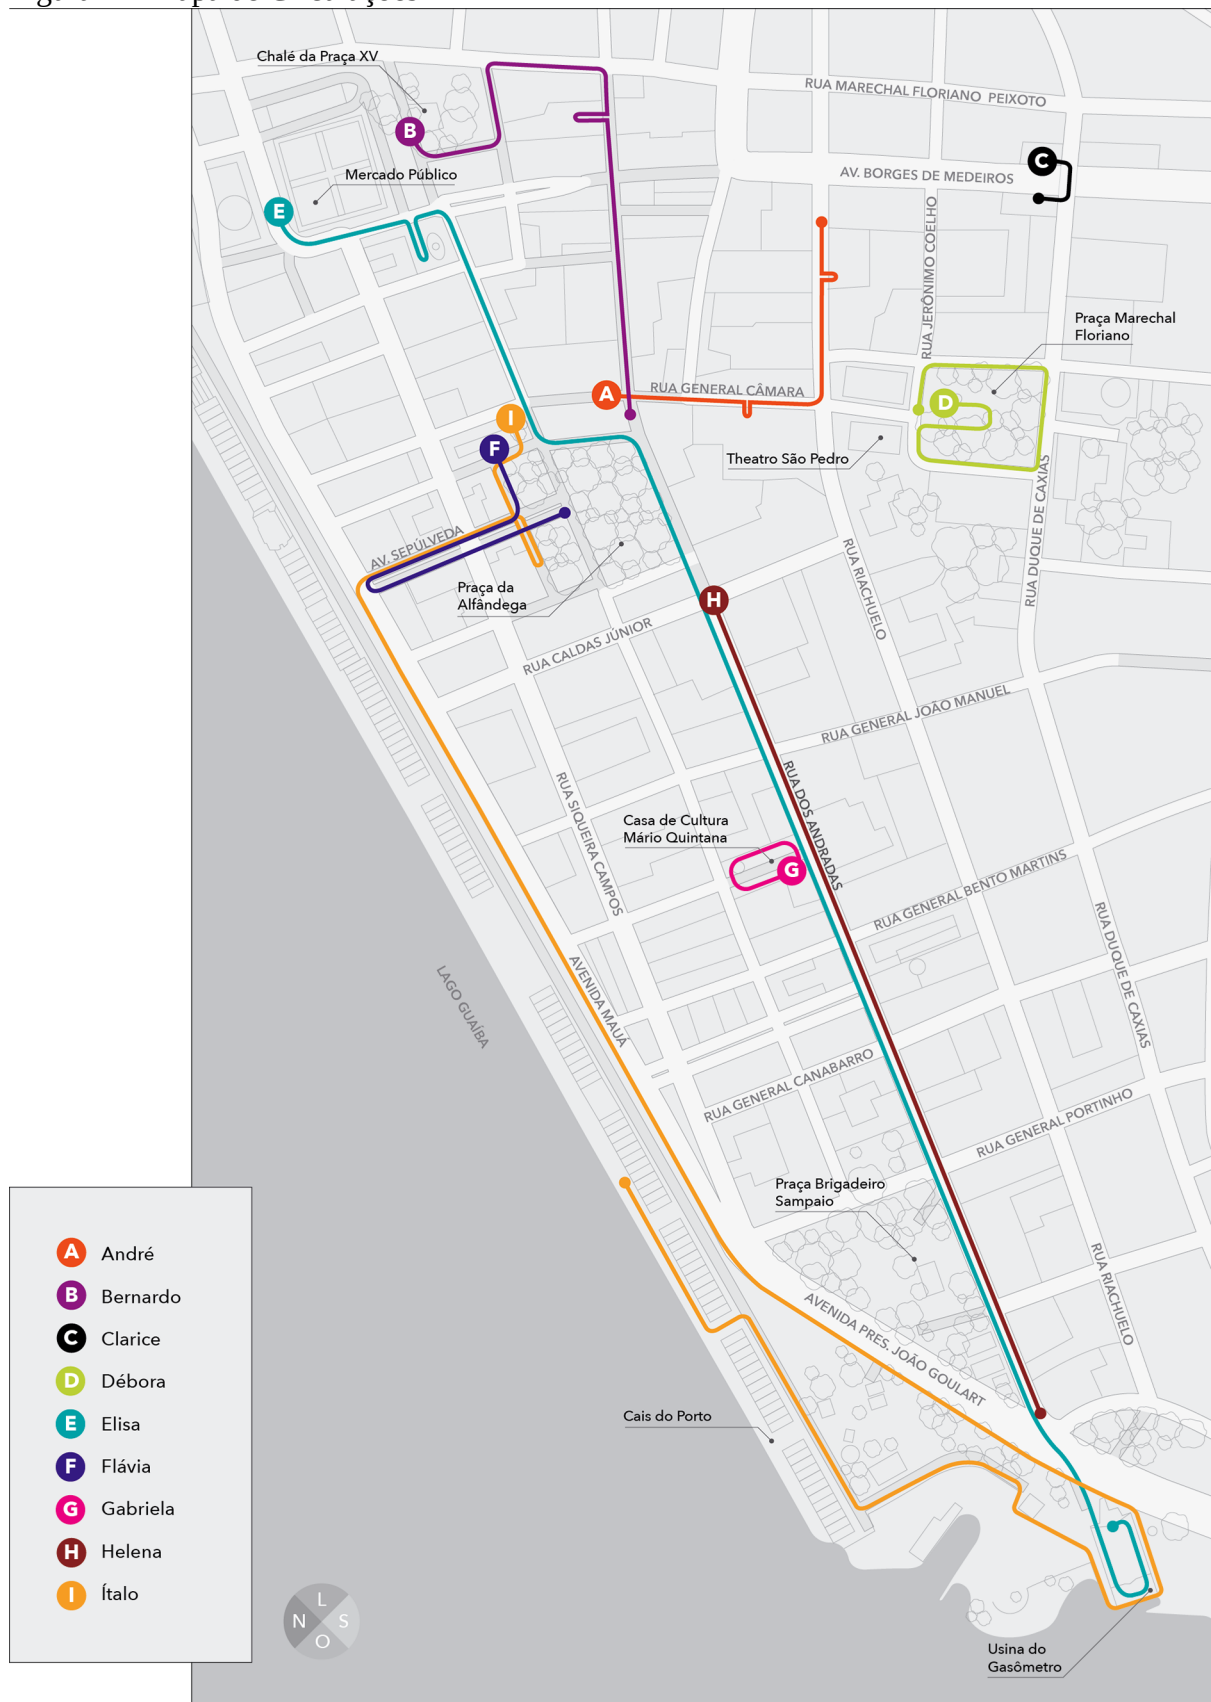 Chalé da Praça XV
B
Mercado Público
E
RUA MARECHAL FLORIANO PEIXOTO
C
AV. BORGES DE MEDEIROS
RUA JERÔNIMO COELHO
Praça Marechal
Floriano
A
RUA GENERAL CÂMARA
D
I
F
Theatro São Pedro
AV. SEPÚLVEDA
RUA DUQUE DE CAXIAS
RUA RIACHUELO
Praça da
Alfândega
H
RUA CALDAS JÚNIOR
RUA GENERAL JOÃO MANUEL
RUA SIQUEIRA CAMPOS
RUA DOS ANDRADAS
Casa de Cultura
Mário Quintana
G
RUA GENERAL BENTO MARTINS
RUA DUQUE DE CAXIAS
LAGO GUAÍBA
AVENIDA MAUÁ
RUA GENERAL CANABARRO
RUA GENERAL PORTINHO
Praça Brigadeiro
Sampaio
RUA RIACHUELO
AVENIDA PRES. JOÃO GOULART
Cais do Porto
A André
B Bernardo
C Clarice
D Débora
E Elisa
F Flávia
G Gabriela
H Helena
I Ítalo
L
N S
O
Usina do
Gasômetro